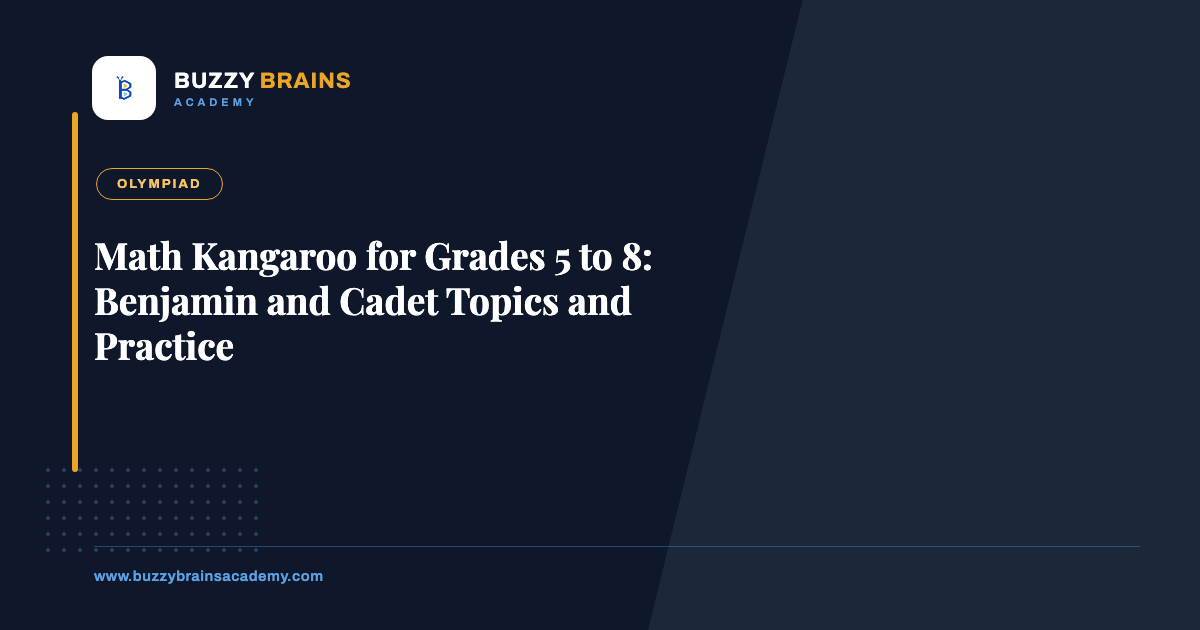 BUZZY BRAINS
ACADEMY
OLYMPIAD
Math Kangaroo for Grades 5 to 8:
Benjamin and Cadet Topics and
Practice
www.buzzybrainsacademy.com